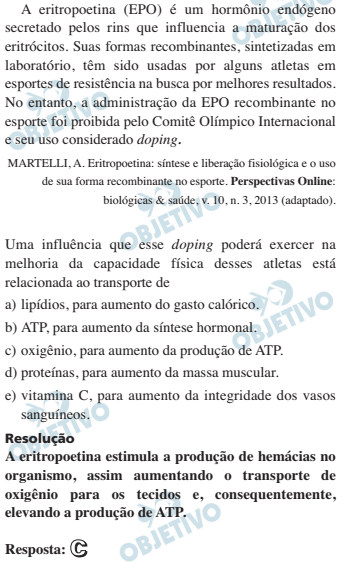 A eritropoetina (EPO) é um hormônio endógeno
secretado pelos rins que influencia a maturação dos
eritrócitos. Suas formas recombinantes, sintetizadas em
laboratório, têm sido usadas por alguns atletas em
esportes de resistência na busca por melhores resultados.
No entanto, a administração da EPO recombinante no
esporte foi proibida pelo Comitê Olímpico Internacional
e seu uso considerado doping.
MARTELLI, A. Eritropoetina: síntese e liberação fisiológica e o uso
de sua forma recombinante no esporte. Perspectivas Online:
biológicas & saúde, v. 10, n. 3, 2013 (adaptado).
Uma influência que esse doping poderá exercer na
melhoria da capacidade física desses atletas está
relacionada ao transporte de
a) lipídios, para aumento do gasto calórico.
b) ATP, para aumento da síntese hormonal.
c) oxigênio, para aumento da produção de ATP.
d) proteínas, para aumento da massa muscular.
e) vitamina C, para aumento da integridade dos vasos
sanguíneos.
Resolução
A eritropoetina estimula a produção de hemácias no
organismo, assim aumentando o transporte de
oxigênio para os tecidos e, consequentemente,
elevando a produção de ATP.
Resposta: C
OBJETIVO
OBJETIVO
OBJETIVO
OBJETIVO
OBJETIVO
OBJETIVO
OBJETIVO